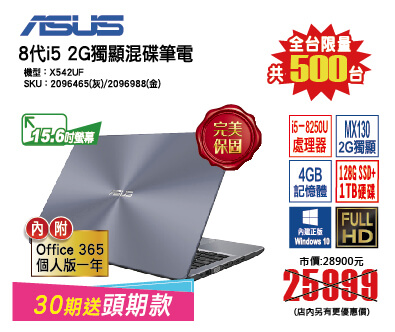 ASUS
8代i5 2G獨顯混碟筆電
機型：X542UF
SKU：2096465(灰)/2096988(金)
全台限量
共500台
15.6吋螢幕
完美
保固
ASUS
i5-8250U
處理器
MX130
2G獨顯
4GB
記憶體
128G SSD+
1TB硬碟
內建正版
Windows 10
FULL
HD
內附
Office 365
個人版一年
30期送頭期款
市價:28900元
25099
(店內另有更優惠價)